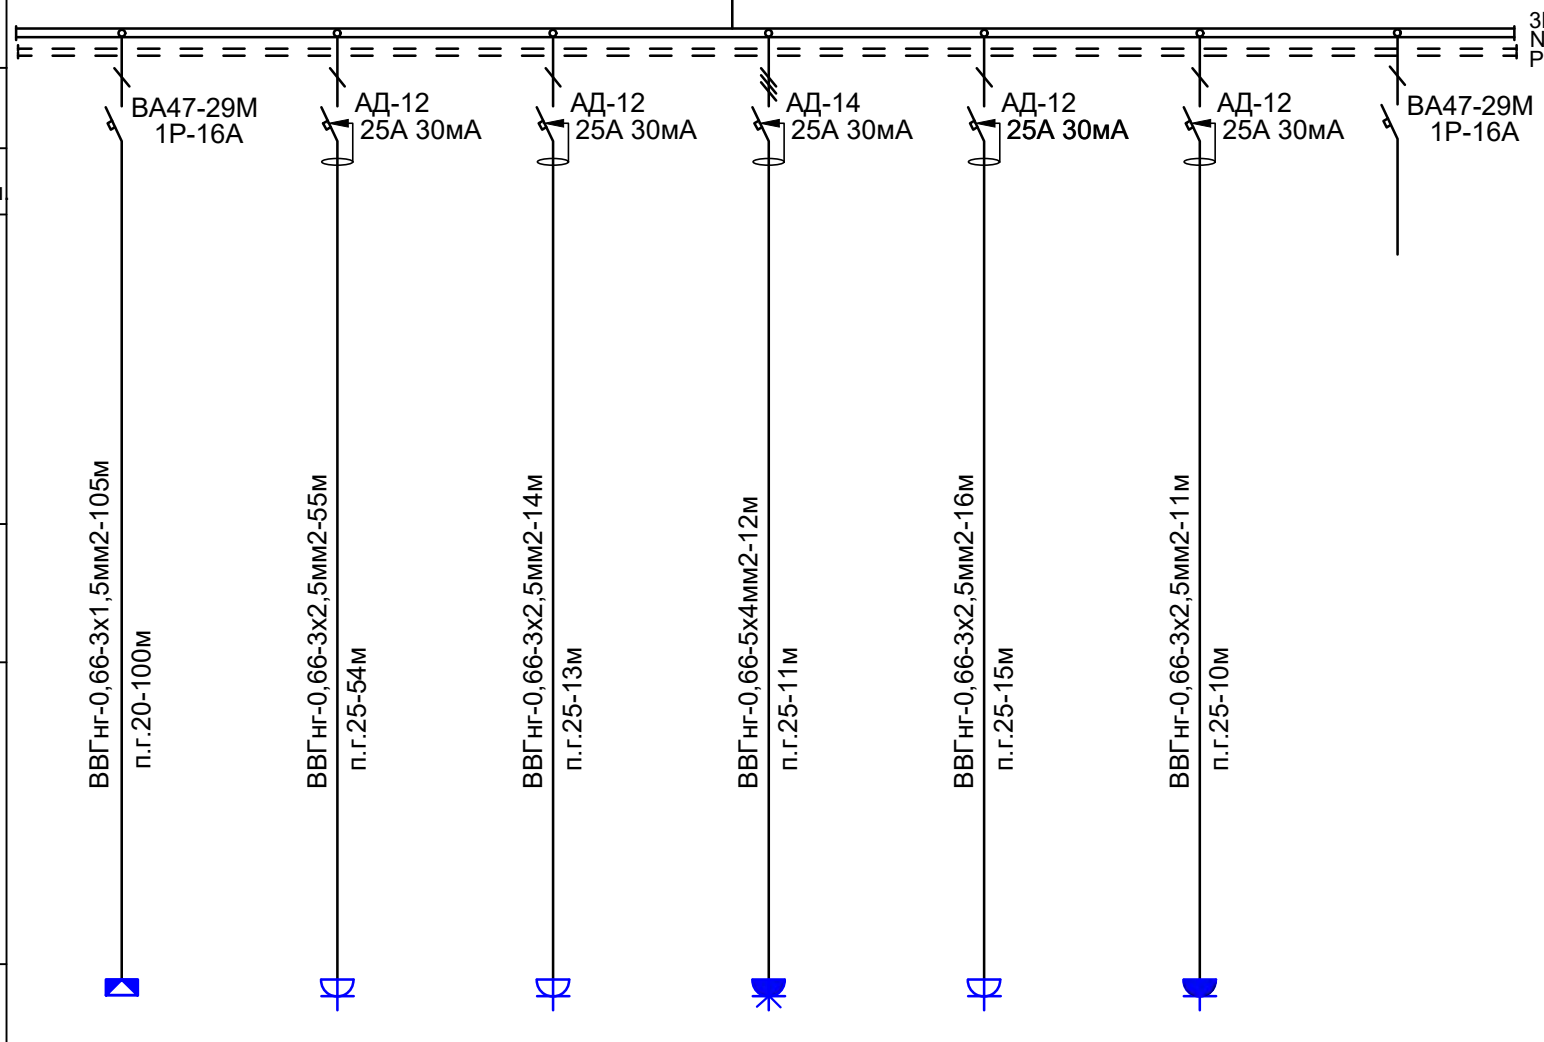 N
ВА47-29М
1Р-16А
АД-12
25А 30мА
АД-12
25А 30мА
АД-14
25А 30мА
АД-12
25А 30мА
АД-12
25А 30мА
ВА47-29М
1Р-16А
ВВГнг-0,66-3х1,5мм2-105м
п.г.20-100м
ВВГнг-0,66-3х2,5мм2-55м
п.г.25-54м
ВВГнг-0,66-3х2,5мм2-14м
п.г.25-13м
ВВГнг-0,66-5х4мм2-12м
п.г.25-11м
ВВГнг-0,66-3х2,5мм2-16м
п.г.25-15м
ВВГнг-0,66-3х2,5мм2-11м
п.г.25-10м